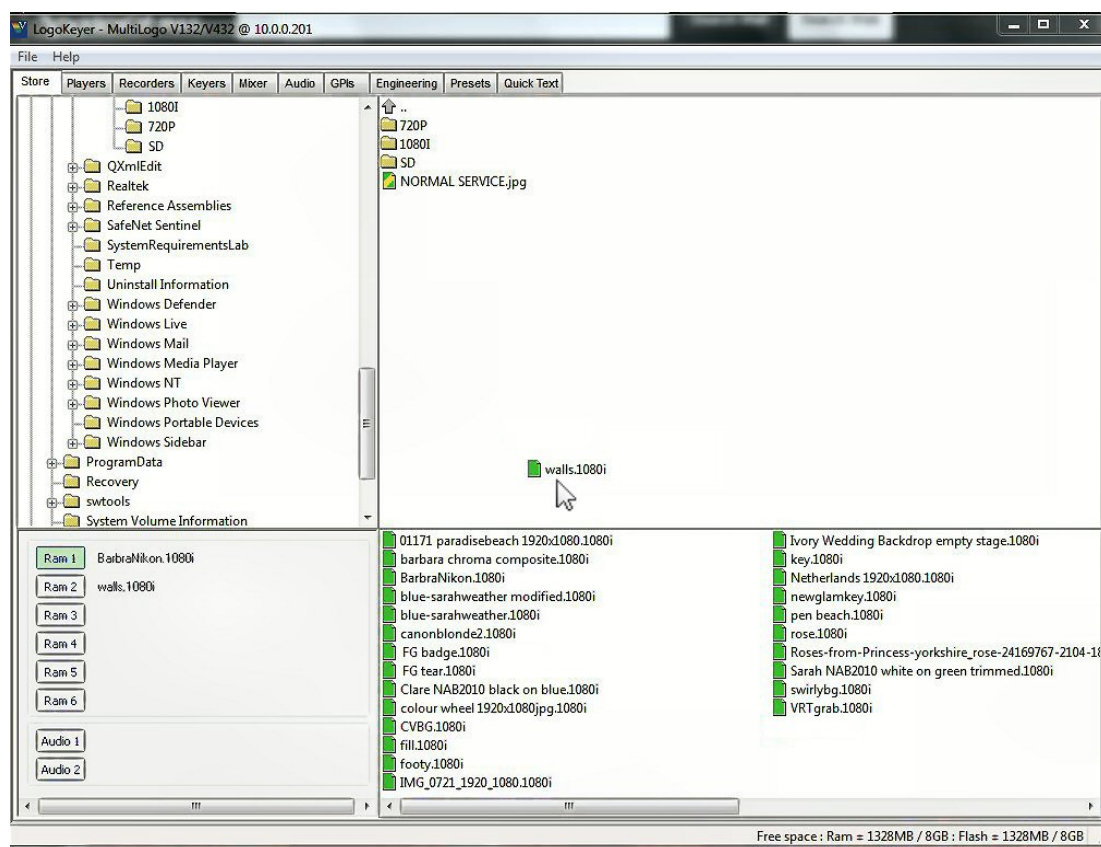 LogoKeyer - MultiLogo V132/V432 @ 10.0.0.201
File Help
Store Players Recorders Keyers Mixer Audio GPIs Engineering Presets Quick Text
1080I
720P
SD
QXmlEdit
Realtek
Reference Assemblies
SafeNet Sentinel
SystemRequirementsLab
Temp
Uninstall Information
Windows Defender
Windows Live
Windows Mail
Windows Media Player
Windows NT
Windows Photo Viewer
Windows Portable Devices
Windows Sidebar
ProgramData
Recovery
swtools
System Volume Information
..
720P
1080I
SD
NORMAL SERVICE.jpg
walls.1080i
Ram 1 BarbraNikon.1080i
Ram 2 walls.1080i
Ram 3
Ram 4
Ram 5
Ram 6
Audio 1
Audio 2
01171 paradisebeach 1920x1080.1080i
barbara chroma composite.1080i
BarbraNikon.1080i
blue-sarahweather modified.1080i
blue-sarahweather.1080i
canonblonde2.1080i
FG badge.1080i
FG tear.1080i
Clare NAB2010 black on blue.1080i
colour wheel 1920x1080jpg.1080i
CVBG.1080i
fill.1080i
footy.1080i
IMG_0721_1920_1080.1080i
Ivory Wedding Backdrop empty stage.1080i
key.1080i
Netherlands 1920x1080.1080i
newglamkey.1080i
pen beach.1080i
rose.1080i
Roses-from-Princess-yorkshire_rose-24169767-2104-18
Sarah NAB2010 white on green trimmed.1080i
swirlybg.1080i
VRTgrab.1080i
Free space : Ram = 1328MB / 8GB : Flash = 1328MB / 8GB